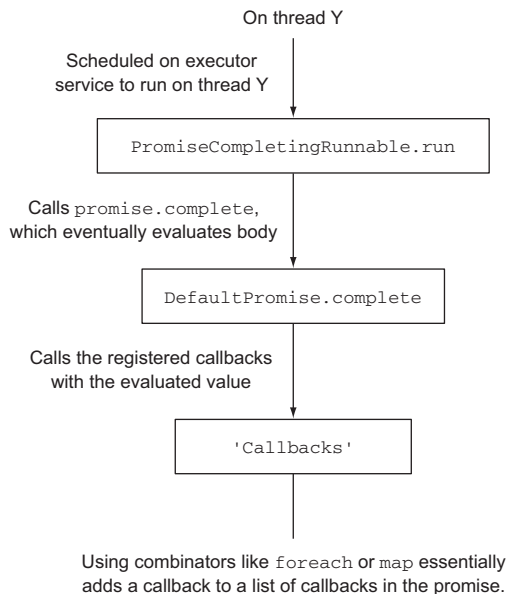 On thread Y
Scheduled on executor
service to run on thread Y
PromiseCompletingRunnable.run
Calls promise.complete,
which eventually evaluates body
DefaultPromise.complete
Calls the registered callbacks
with the evaluated value
'Callbacks'
Using combinators like foreach or map essentially
adds a callback to a list of callbacks in the promise.